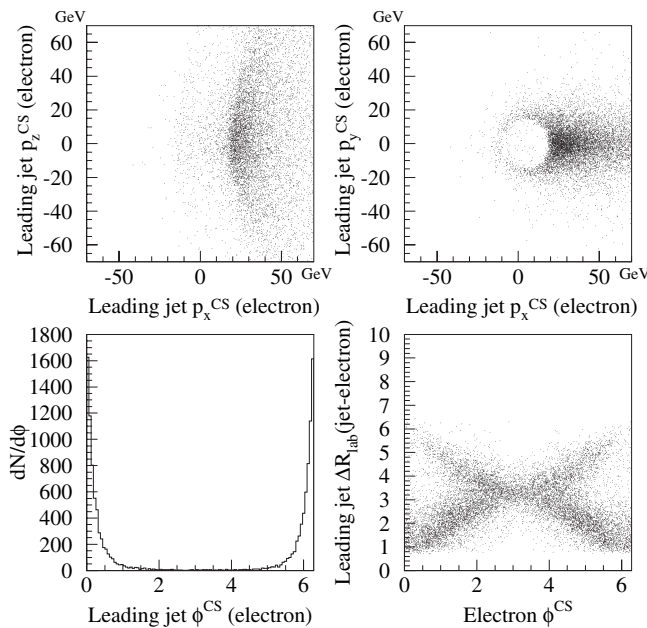 GeV
Leading jet p_z^CS (electron)
60
40
20
0
-20
-40
-60
-50 0 50 GeV
Leading jet p_x^CS (electron)
GeV
Leading jet p_y^CS (electron)
60
40
20
0
-20
-40
-60
-50 0 50 GeV
Leading jet p_x^CS (electron)
dN/dϕ
1800
1600
1400
1200
1000
800
600
400
200
0
0 2 4 6
Leading jet ϕ^CS (electron)
Leading jet ΔR_lab(jet-electron)
10
9
8
7
6
5
4
3
2
1
0
0 2 4 6
Electron ϕ^CS